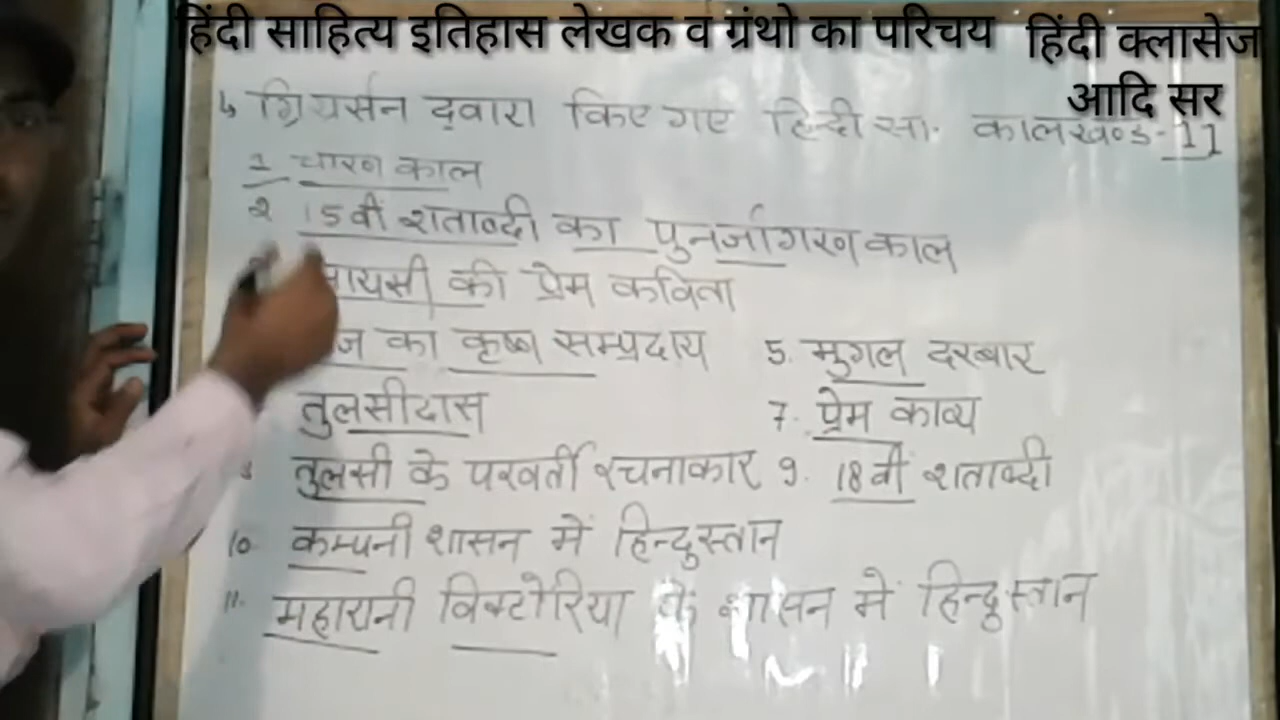 हिंदी साहित्य इतिहास लेखक व ग्रंथो का परिचय हिंदी क्लासेज
आदि सर
ग्रियर्सन द्वारा किए गए हिन्दी सा. कालखण्ड-11
1 चारण काल
2 15वी शताब्दी का पुनर्जागरण काल
जायसी की प्रेम कविता
ज का कृष्ण सम्प्रदाय 5. मुगल दरबार
तुलसीदास 7. प्रेम काव्य
तुलसी के परवर्ती रचनाकार 9. 18वी शताब्दी
10 कम्पनी शासन में हिन्दुस्तान
11. महारानी विक्टोरिया के शासन में हिन्दुस्तान